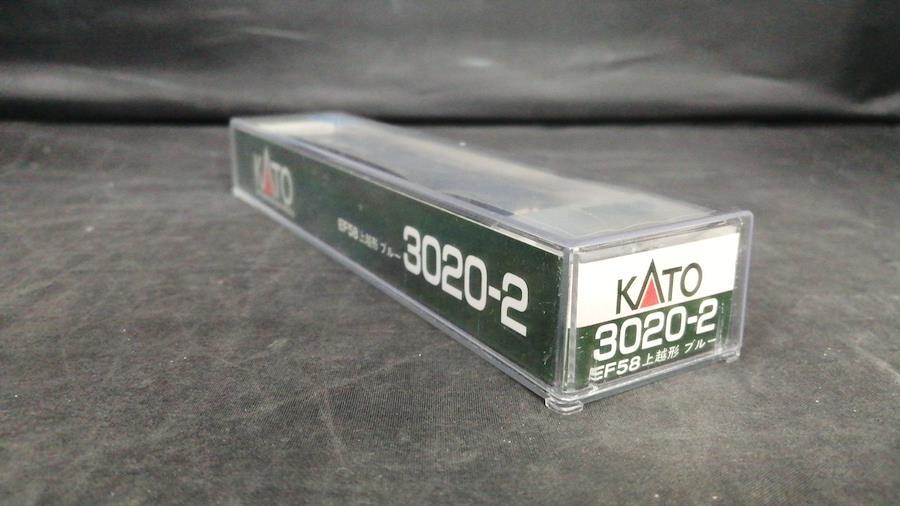 KATO
EF58 上越形 ブルー 3020-2
KATO
3020-2
EF58 上越形 ブルー